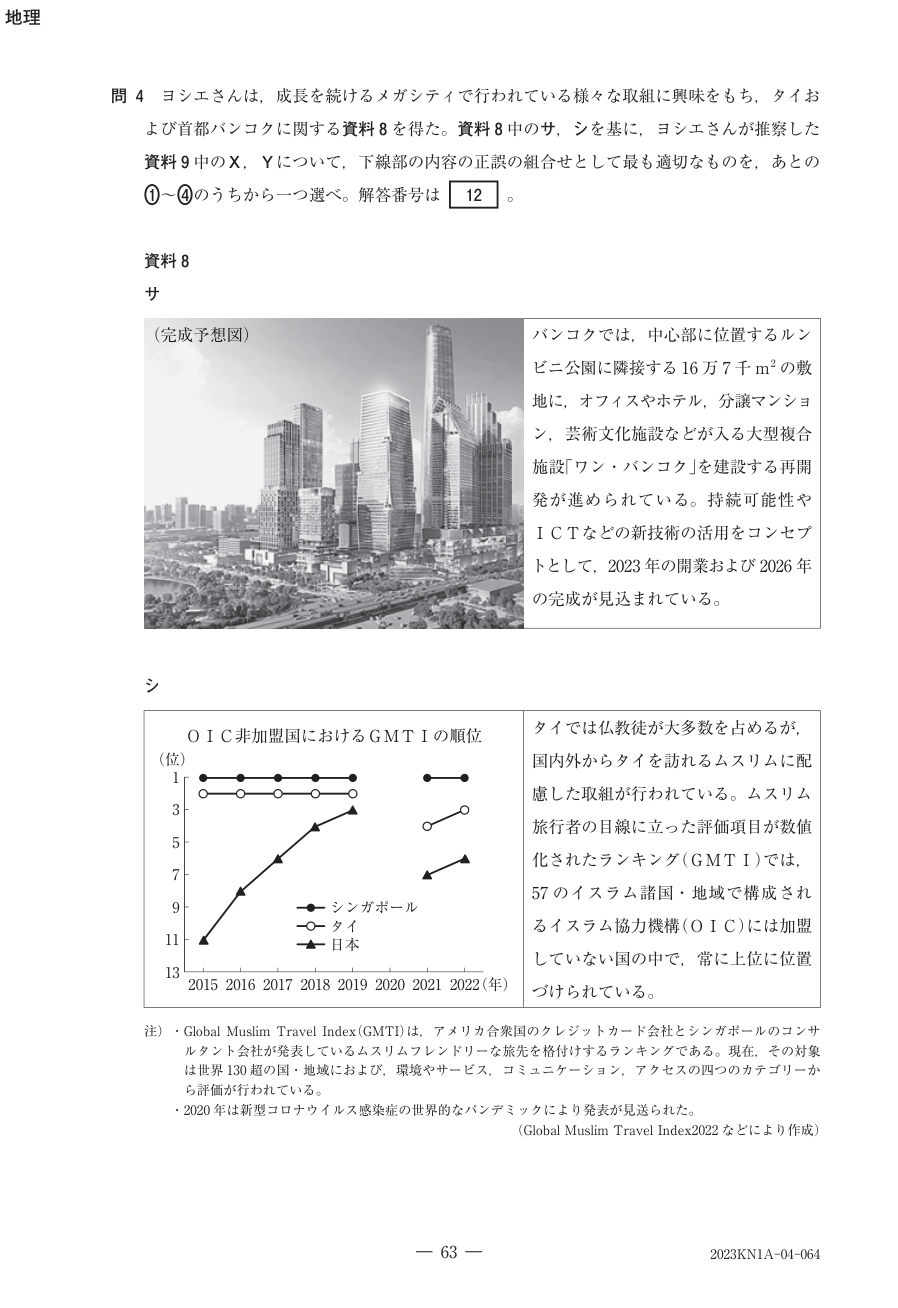 地理
問 4 ヨシエさんは，成長を続けるメガシティで行われている様々な取組に興味をもち，タイお
よび首都バンコクに関する資料 8 を得た。資料 8 中のサ，シを基に，ヨシエさんが推察した
資料 9 中のX，Yについて，下線部の内容の正誤の組合せとして最も適切なものを，あとの
①～④のうちから一つ選べ。解答番号は 12 。
資料 8
サ
（完成予想図）
バンコクでは，中心部に位置するルン
ビニ公園に隣接する 16 万 7 千 m² の敷
地に，オフィスやホテル，分譲マンショ
ン，芸術文化施設などが入る大型複合
施設「ワン・バンコク」を建設する再開
発が進められている。持続可能性や
ＩＣＴなどの新技術の活用をコンセプ
トとして，2023 年の開業および 2026 年
の完成が見込まれている。
シ
ＯＩＣ非加盟国におけるＧＭＴＩの順位
（位）
1
3
5
7
9
11
13
シンガポール
タイ
日本
2015 2016 2017 2018 2019 2020 2021 2022（年）
タイでは仏教徒が大多数を占めるが，
国内外からタイを訪れるムスリムに配
慮した取組が行われている。ムスリム
旅行者の目線に立った評価項目が数値
化されたランキング（ＧＭＴＩ）では，
57 のイスラム諸国・地域で構成され
るイスラム協力機構（ＯＩＣ）には加盟
していない国の中で，常に上位に位置
づけられている。
注）・Global Muslim Travel Index（GMTI）は，アメリカ合衆国のクレジットカード会社とシンガポールのコンサ
ルタント会社が発表しているムスリムフレンドリーな旅先を格付けするランキングである。現在，その対象
は世界 130 超の国・地域におよび，環境やサービス，コミュニケーション，アクセスの四つのカテゴリーか
ら評価が行われている。
・2020 年は新型コロナウイルス感染症の世界的なパンデミックにより発表が見送られた。
（Global Muslim Travel Index2022 などにより作成）
― 63 ―
2023KN1A-04-064